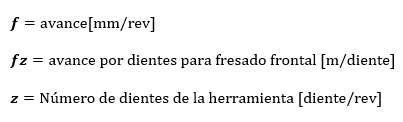 f = avance[mm/rev]
fz = avance por dientes para fresado frontal [m/diente]
z = Número de dientes de la herramienta [diente/rev]